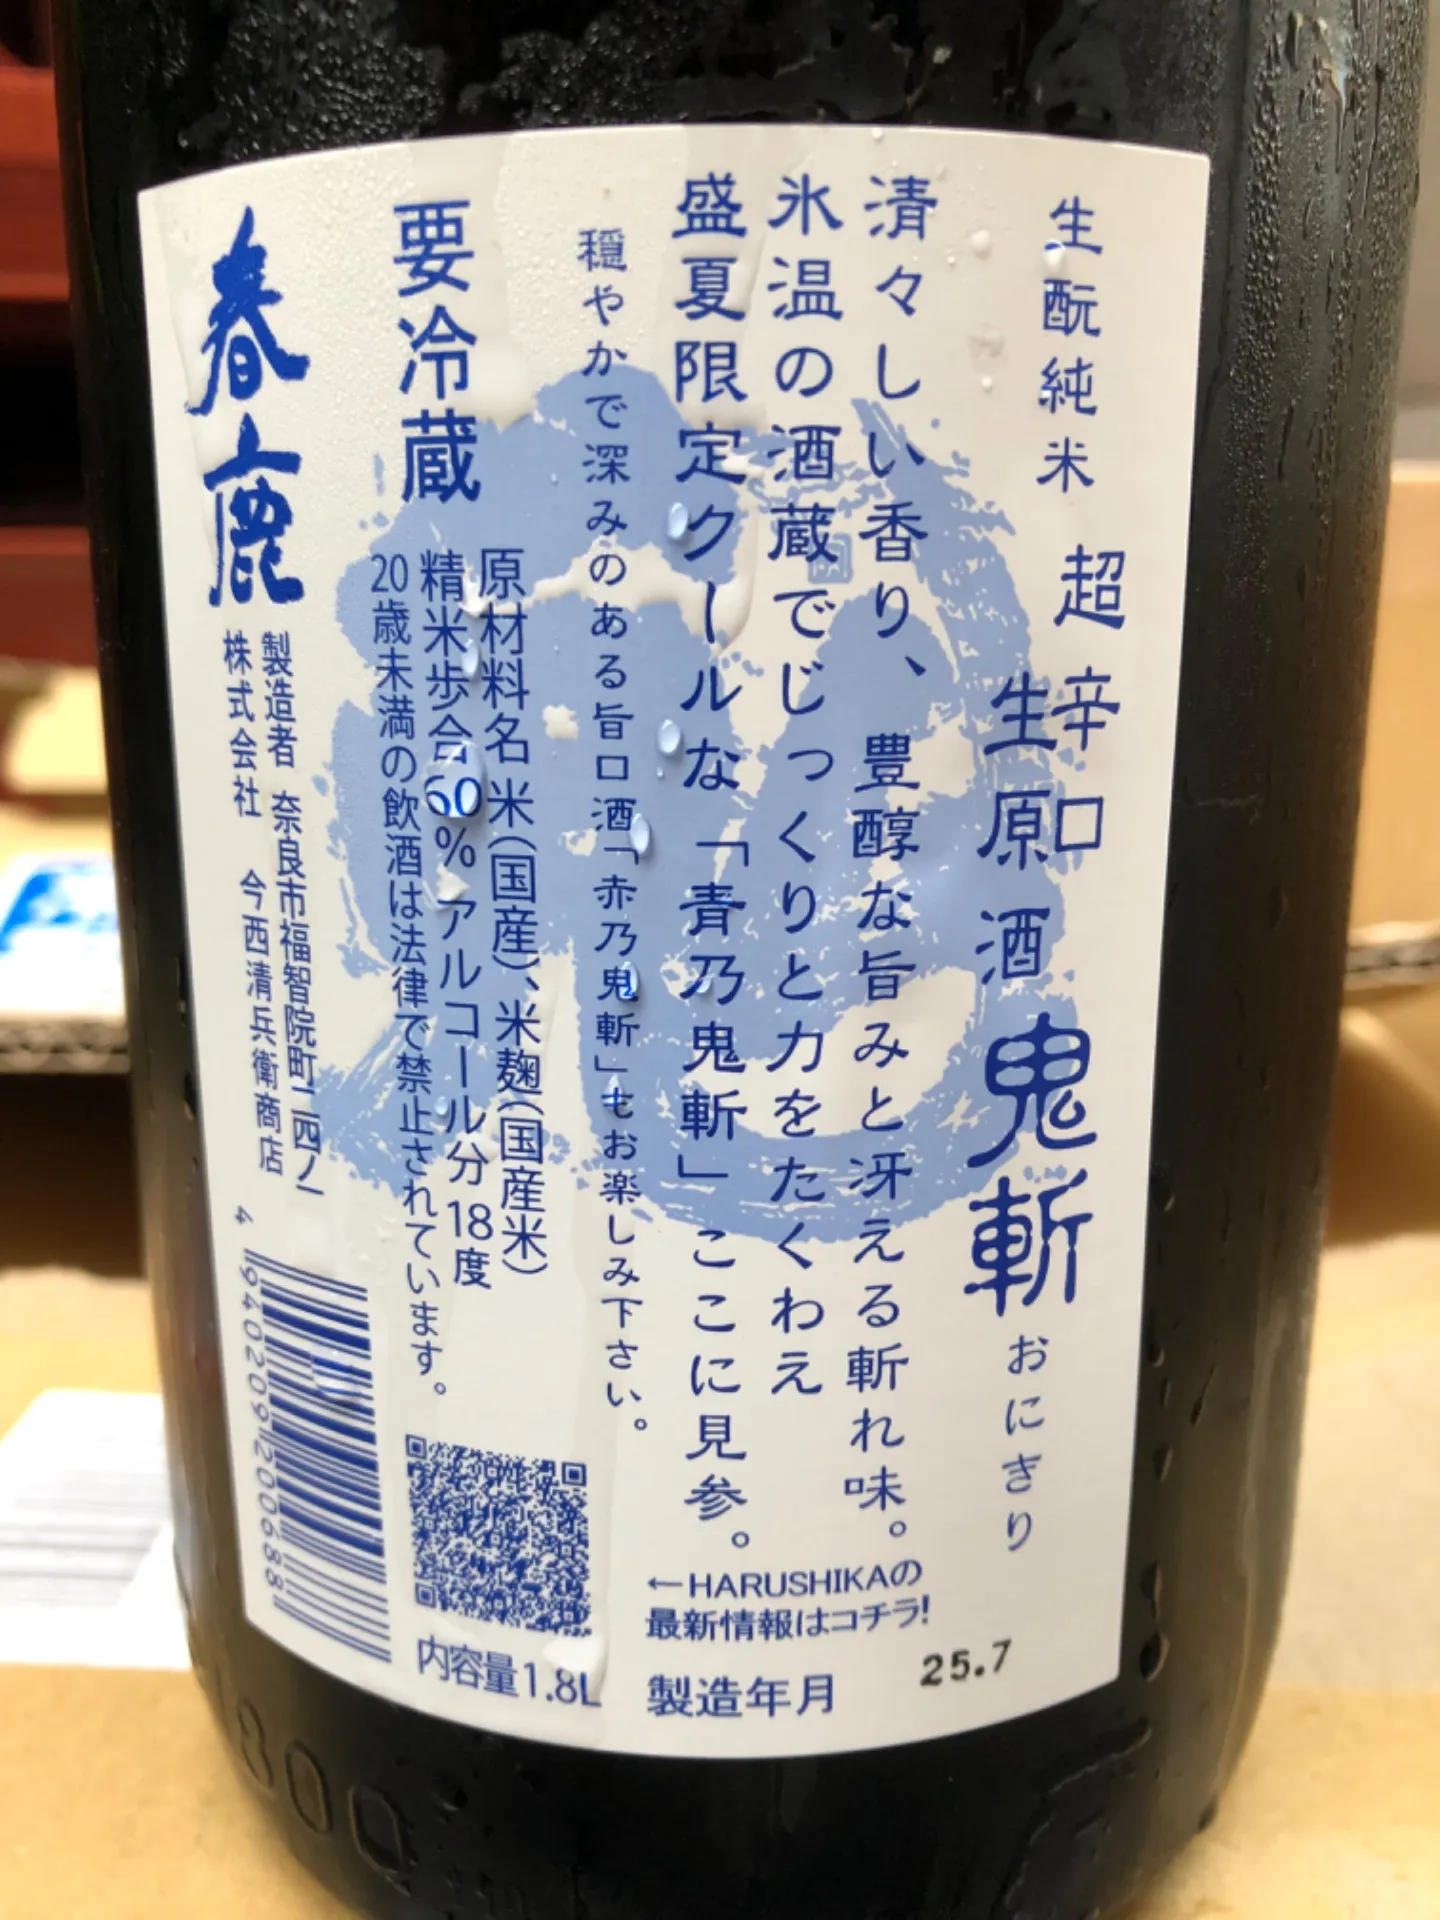 生酛純米
超辛口
生原酒
鬼斬
おにぎり
清々しい香り、豊醇な旨みと冴える斬れ味。
氷温の酒蔵でじっくりと力をたくわえ
盛夏限定クールな「青乃鬼斬」ここに見参。
穏やかで深みのある旨口酒「赤乃鬼斬」もお楽しみ下さい。
要冷蔵
原材料名 米(国産)、米麹(国産米)
精米歩合60% アルコール分18度
20歳未満の飲酒は法律で禁止されています。
春鹿
製造者 奈良市福智院町二四ノ一
株式会社 今西清兵衛商店
4 940209 200688
←HARUSHIKAの
最新情報はコチラ!
内容量1.8L
製造年月 25.7
1800